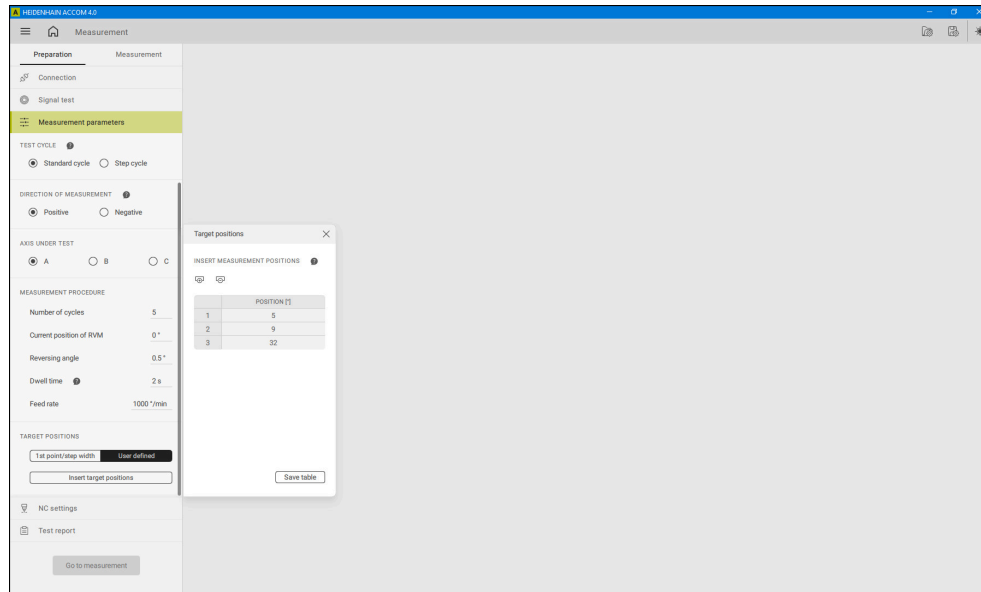 HEIDENHAIN ACCOM 4.0
Measurement
Preparation Measurement
Connection
Signal test
Measurement parameters
TEST CYCLE ?
Standard cycle Step cycle
DIRECTION OF MEASUREMENT ?
Positive Negative
AXIS UNDER TEST
A B C
MEASUREMENT PROCEDURE
Number of cycles 5
Current position of RVM 0 °
Reversing angle 0.5 °
Dwell time ? 2 s
Feed rate 1000 °/min
TARGET POSITIONS
1st point/step width User defined
Insert target positions
NC settings
Test report
Go to measurement
Target positions
INSERT MEASUREMENT POSITIONS ?
POSITION [°]
1 5
2 9
3 32
Save table